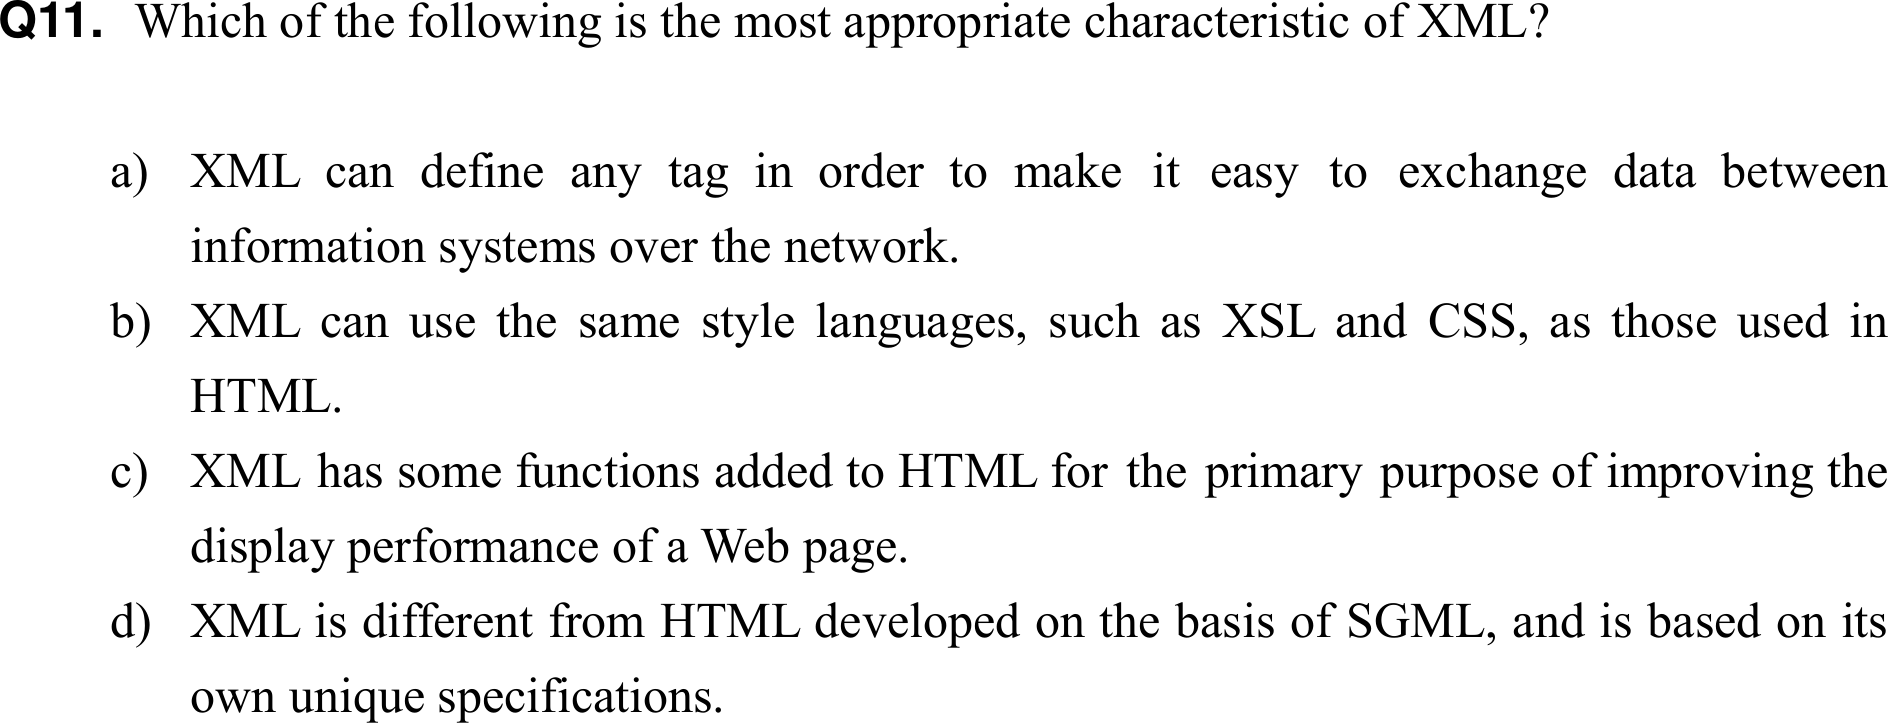 Q11. Which of the following is the most appropriate characteristic of XML?
a) XML can define any tag in order to make it easy to exchange data between
information systems over the network.
b) XML can use the same style languages, such as XSL and CSS, as those used in
HTML.
c) XML has some functions added to HTML for the primary purpose of improving the
display performance of a Web page.
d) XML is different from HTML developed on the basis of SGML, and is based on its
own unique specifications.